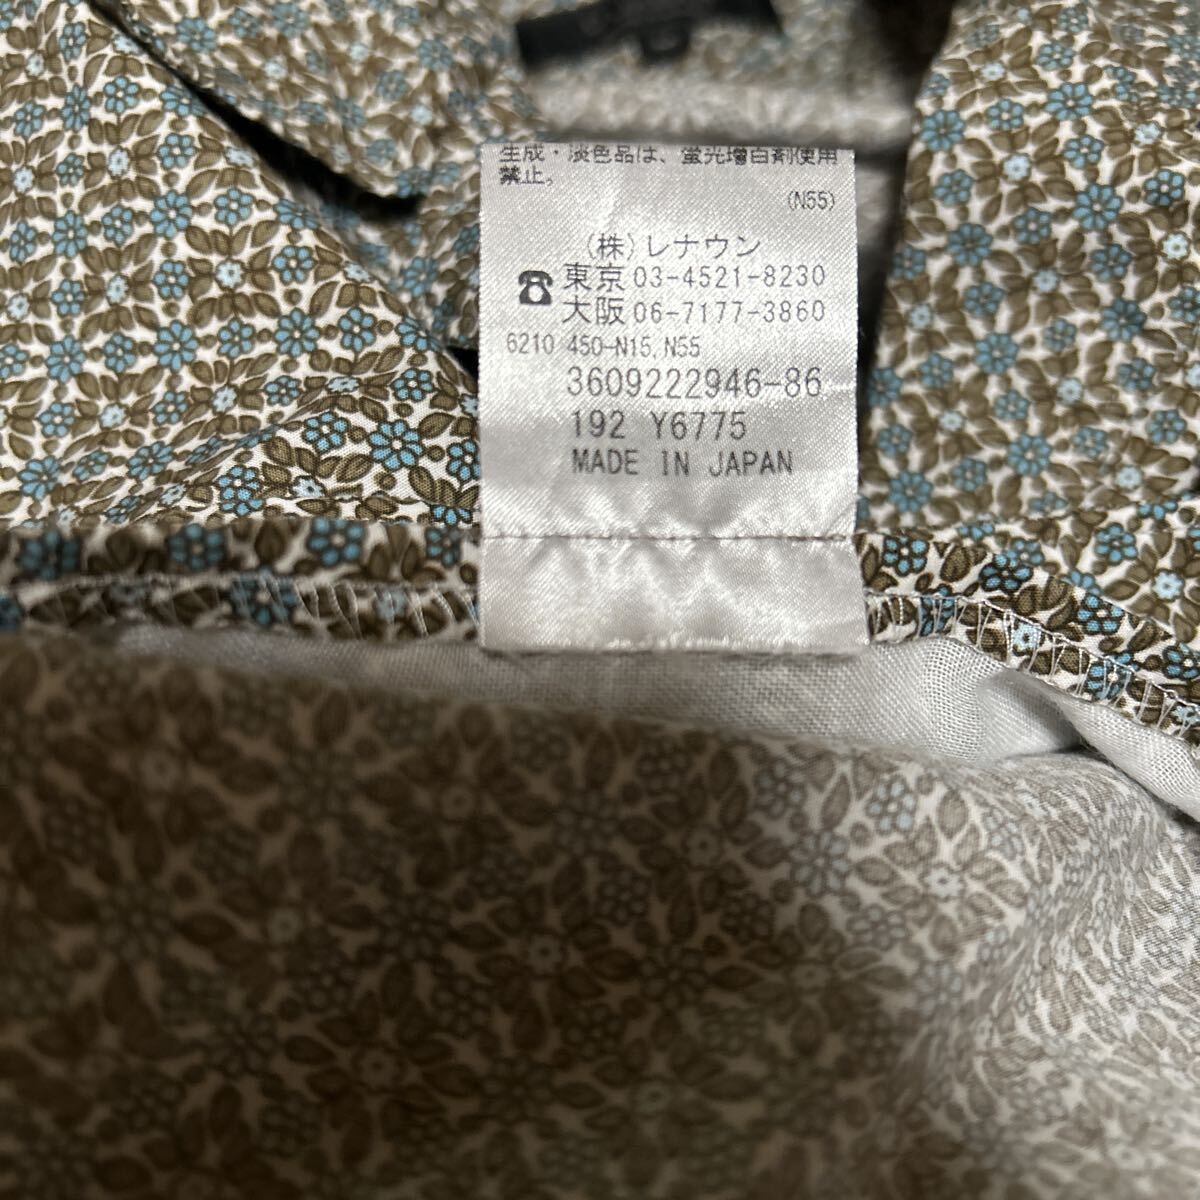 生成・淡色品は、蛍光増白剤使用
禁止。
(N55)
(株)レナウン
☎東京 03-4521-8230
大阪 06-7177-3860
6210 450-N15, N55
3609222946-86
192 Y6775
MADE IN JAPAN